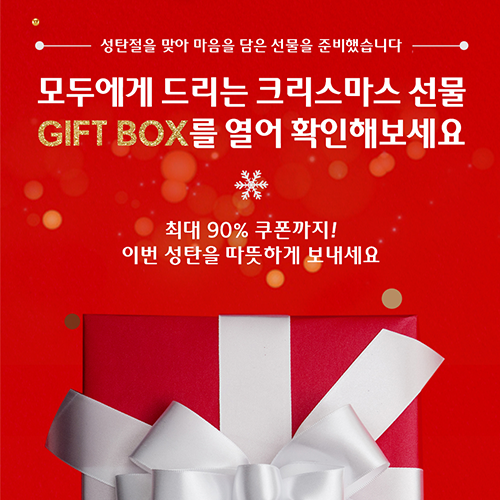 성탄절을 맞아 마음을 담은 선물을 준비했습니다
모두에게 드리는 크리스마스 선물
GIFT BOX를 열어 확인해보세요
최대 90% 쿠폰까지!
이번 성탄을 따뜻하게 보내세요